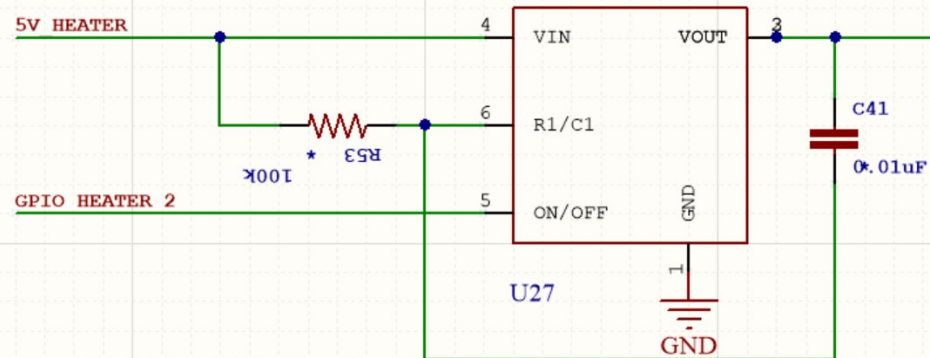 5V HEATER
4
VIN
VOUT
3
C41
6
R1/C1
* R53
100k
0*.01uF
GPIO HEATER 2
5
ON/OFF
GND
1
U27
GND